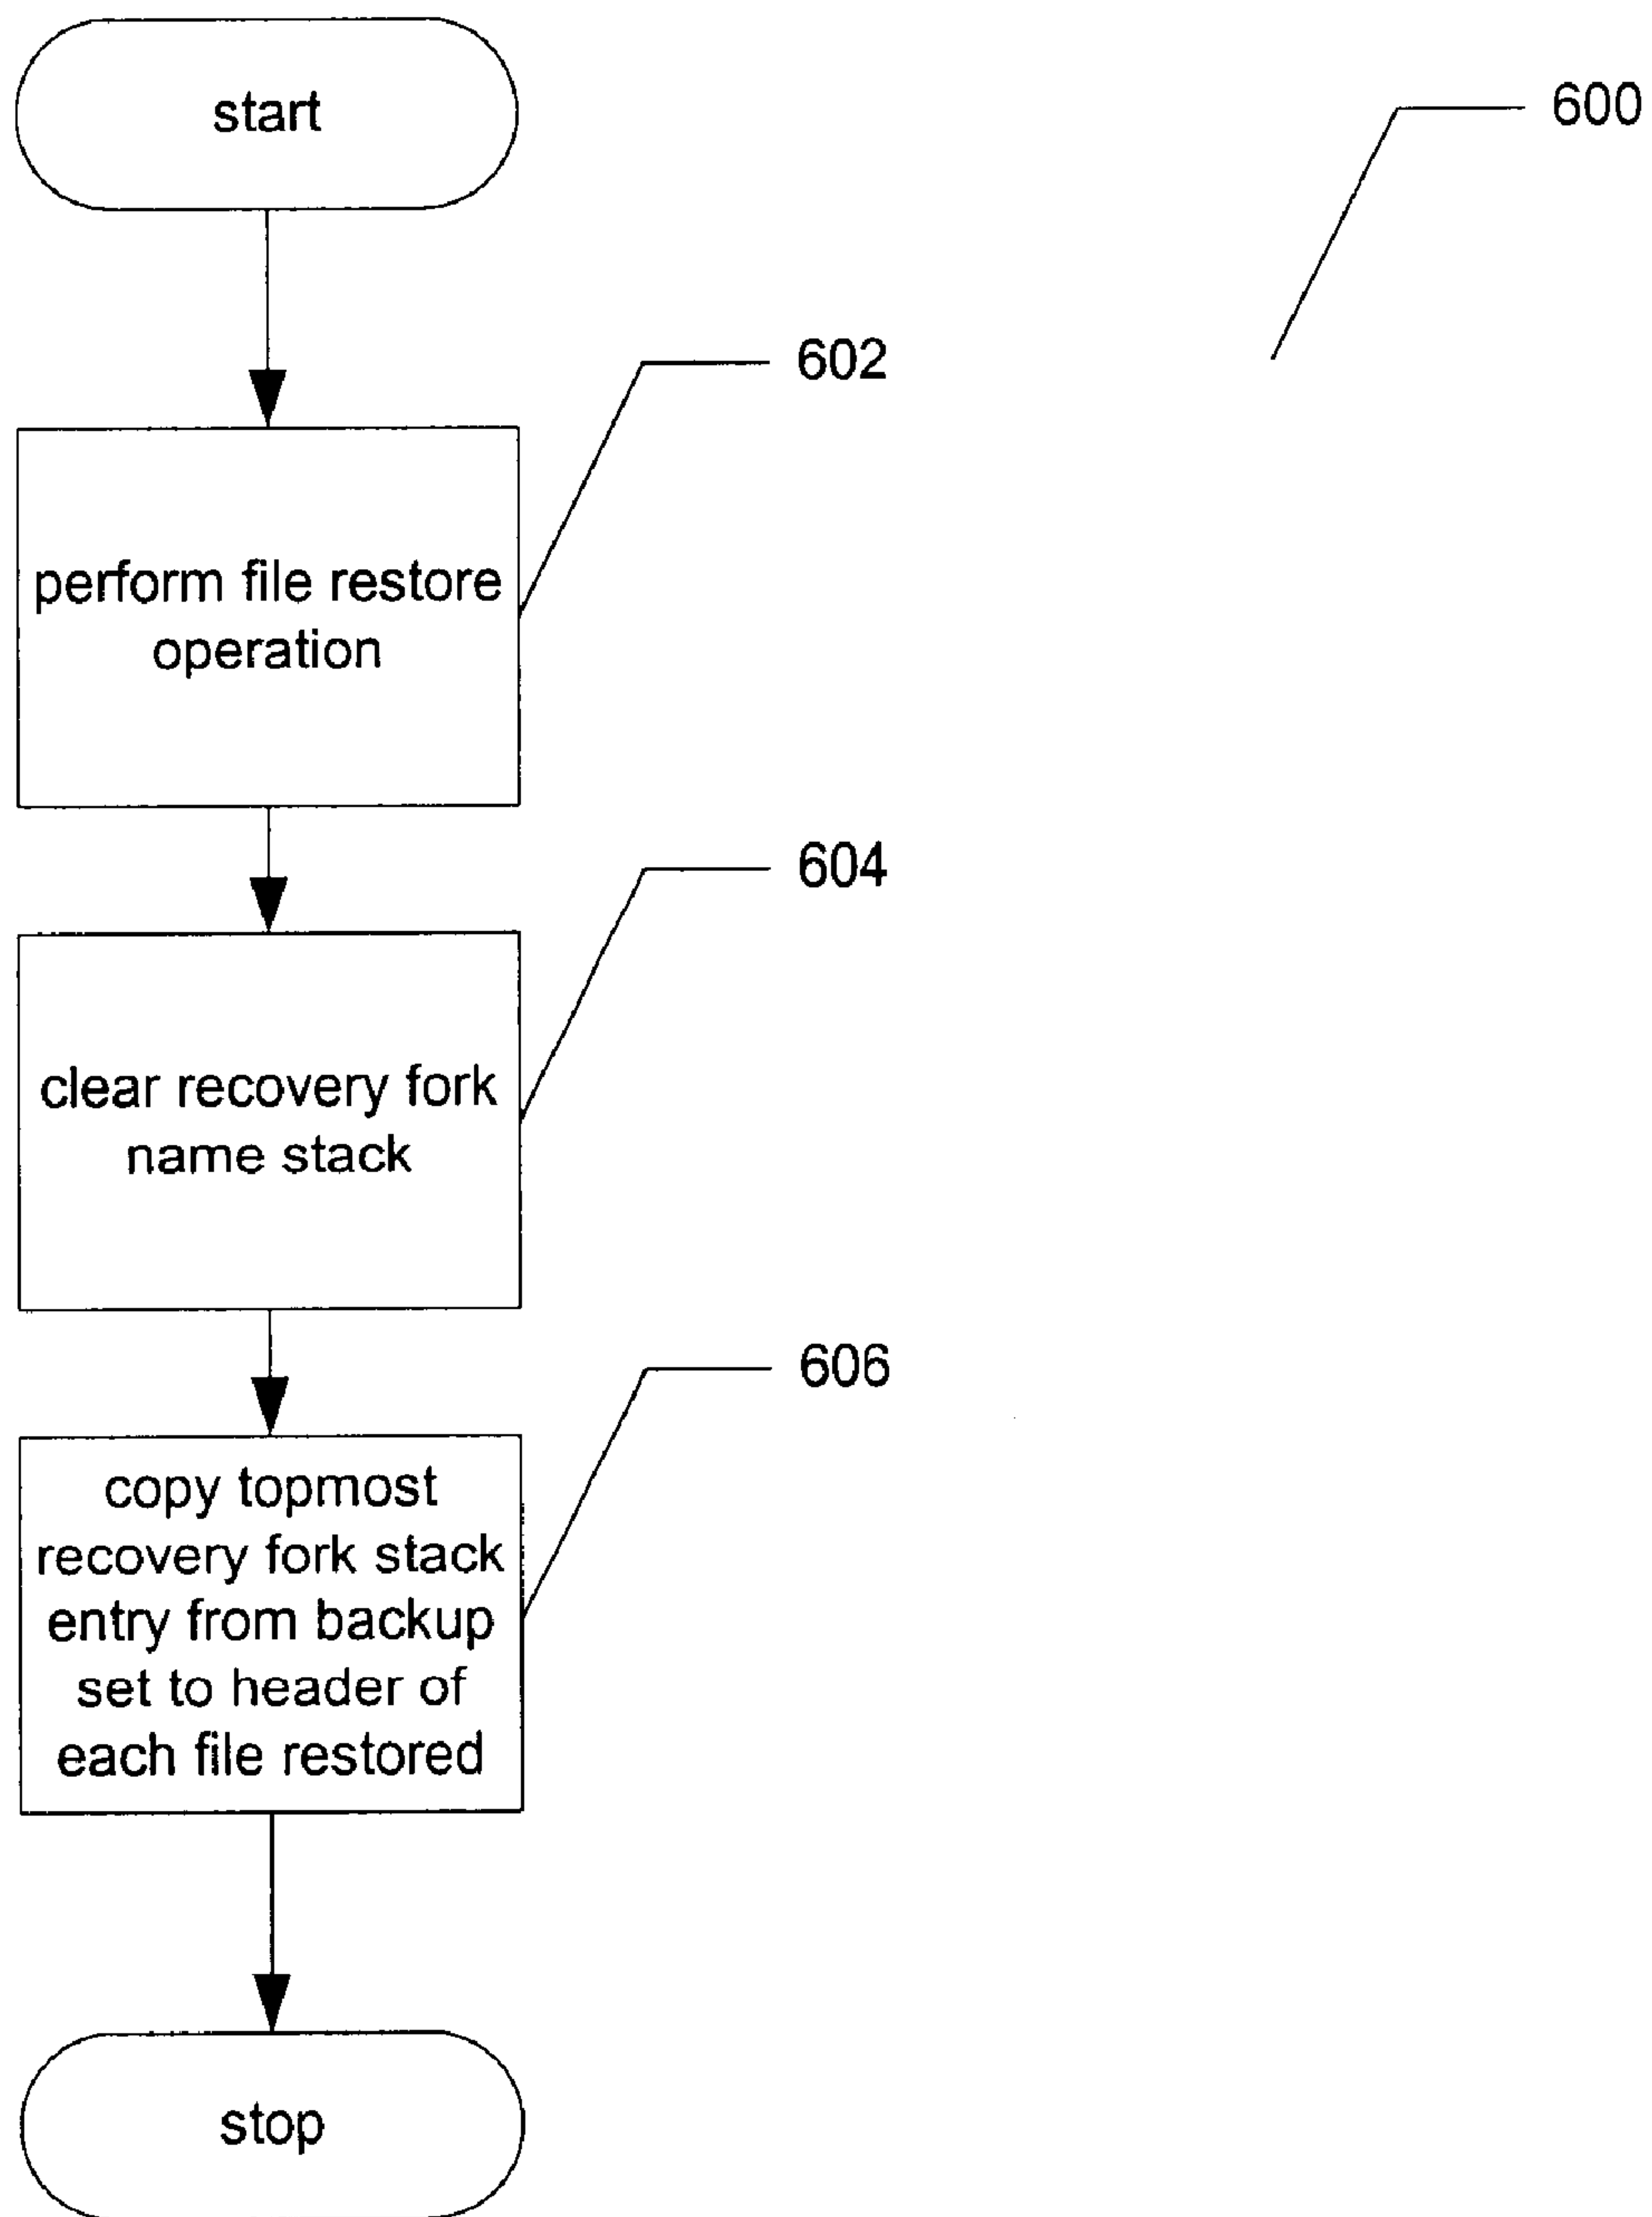 start
600
602
perform file restore
operation
604
clear recovery fork
name stack
606
copy topmost
recovery fork stack
entry from backup
set to header of
each file restored
stop